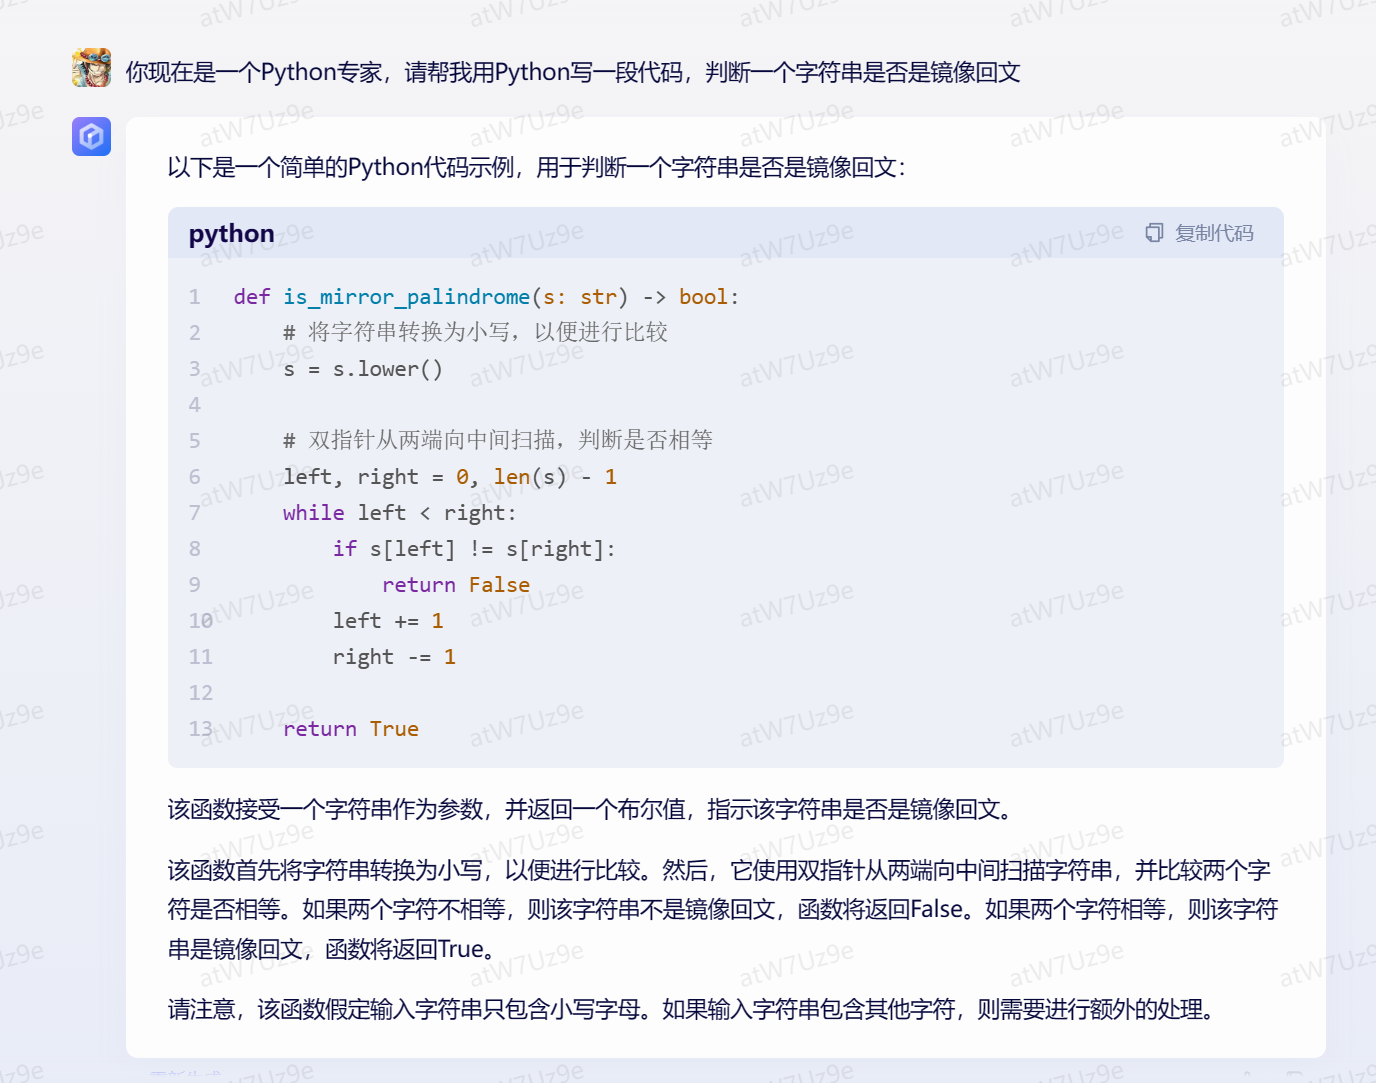 你现在是一个Python专家，请帮我用Python写一段代码，判断一个字符串是否是镜像回文
以下是一个简单的Python代码示例，用于判断一个字符串是否是镜像回文：
python 复制代码
1 def is_mirror_palindrome(s: str) -> bool:
2     # 将字符串转换为小写，以便进行比较
3     s = s.lower()
4
5     # 双指针从两端向中间扫描，判断是否相等
6     left, right = 0, len(s) - 1
7     while left < right:
8         if s[left] != s[right]:
9             return False
10         left += 1
11         right -= 1
12
13     return True
该函数接受一个字符串作为参数，并返回一个布尔值，指示该字符串是否是镜像回文。
该函数首先将字符串转换为小写，以便进行比较。然后，它使用双指针从两端向中间扫描字符串，并比较两个字
符是否相等。如果两个字符不相等，则该字符串不是镜像回文，函数将返回False。如果两个字符相等，则该字符
串是镜像回文，函数将返回True。
请注意，该函数假定输入字符串只包含小写字母。如果输入字符串包含其他字符，则需要进行额外的处理。
atW7Uz9e